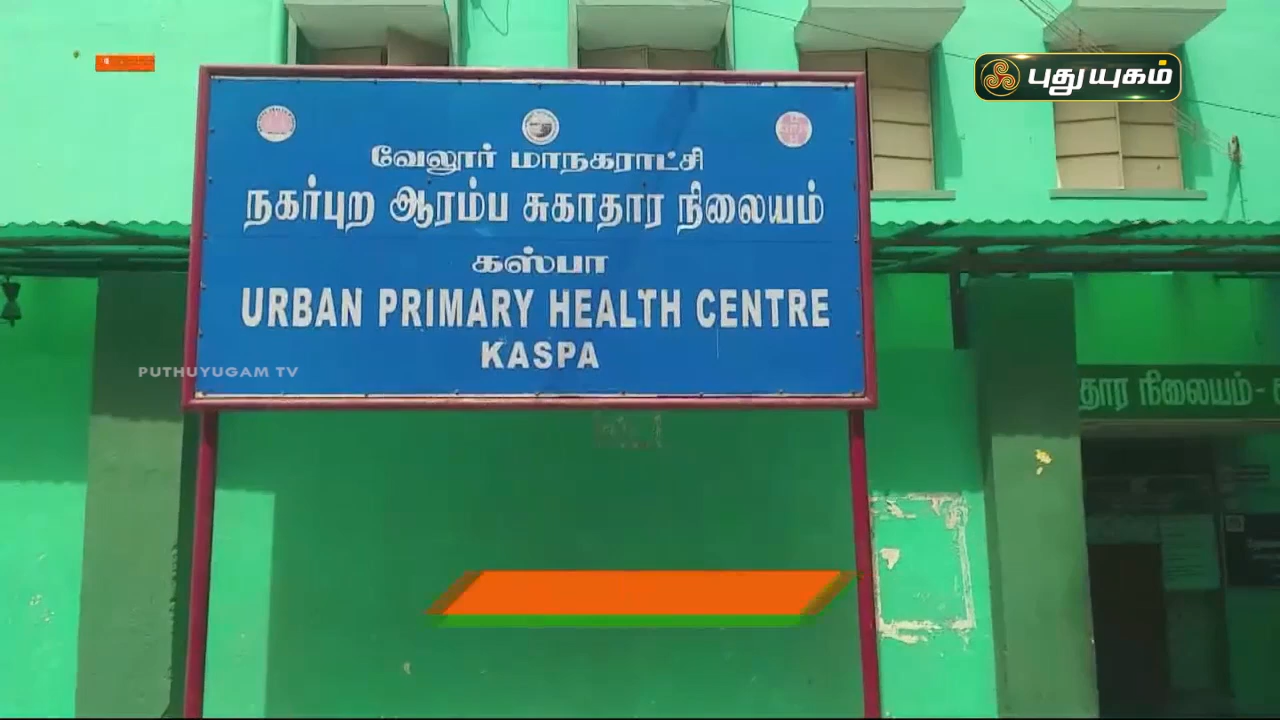 புதுயுகம்
வேலூர் மாநகராட்சி
நகர்புற ஆரம்ப சுகாதார நிலையம்
கஸ்பா
URBAN PRIMARY HEALTH CENTRE
KASPA
PUTHUYUGAM TV
தார நிலையம் -